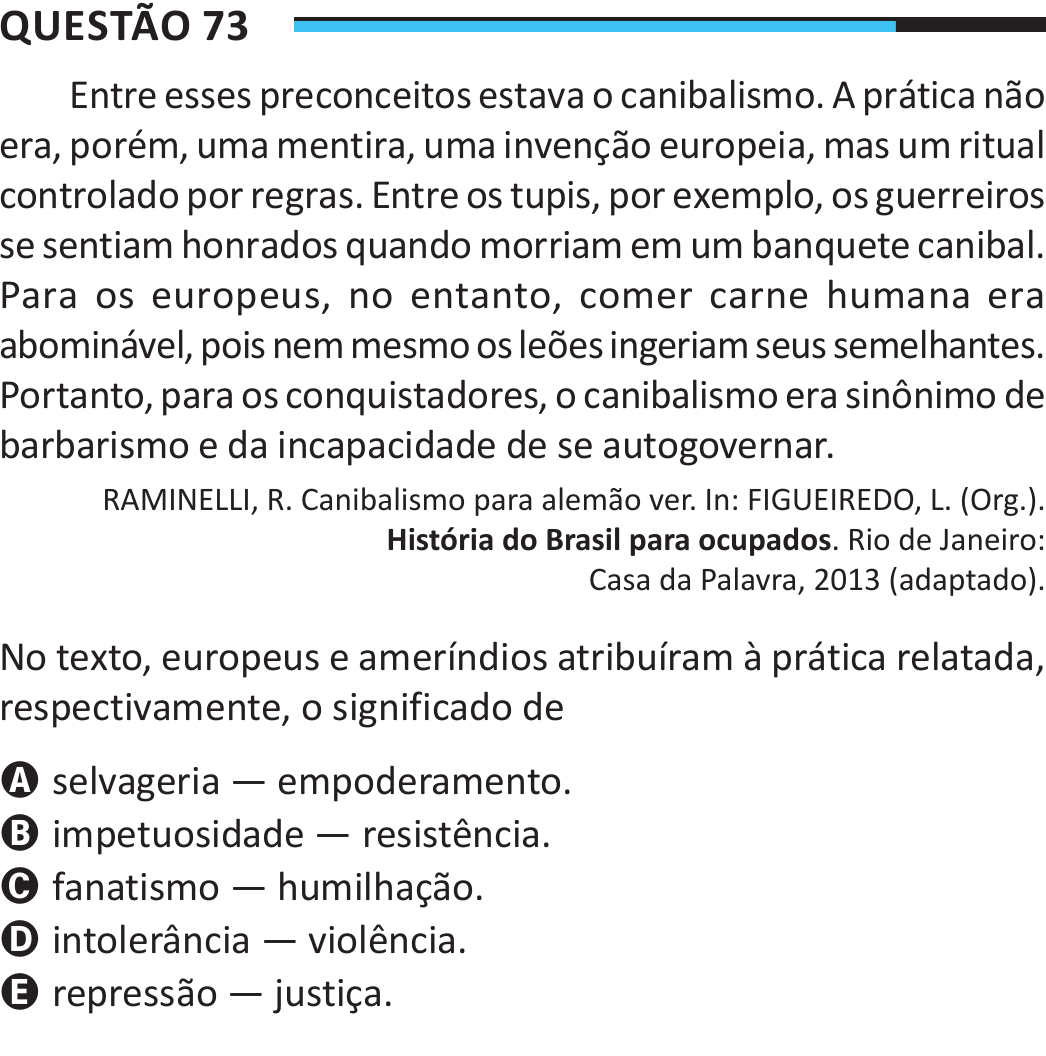 QUESTÃO 73
Entre esses preconceitos estava o canibalismo. A prática não
era, porém, uma mentira, uma invenção europeia, mas um ritual
controlado por regras. Entre os tupis, por exemplo, os guerreiros
se sentiam honrados quando morriam em um banquete canibal.
Para os europeus, no entanto, comer carne humana era
abominável, pois nem mesmo os leões ingeriam seus semelhantes.
Portanto, para os conquistadores, o canibalismo era sinônimo de
barbarismo e da incapacidade de se autogovernar.
RAMINELLI, R. Canibalismo para alemão ver. In: FIGUEIREDO, L. (Org.).
História do Brasil para ocupados. Rio de Janeiro:
Casa da Palavra, 2013 (adaptado).
No texto, europeus e ameríndios atribuíram à prática relatada,
respectivamente, o significado de
A selvageria — empoderamento.
B impetuosidade — resistência.
C fanatismo — humilhação.
D intolerância — violência.
E repressão — justiça.